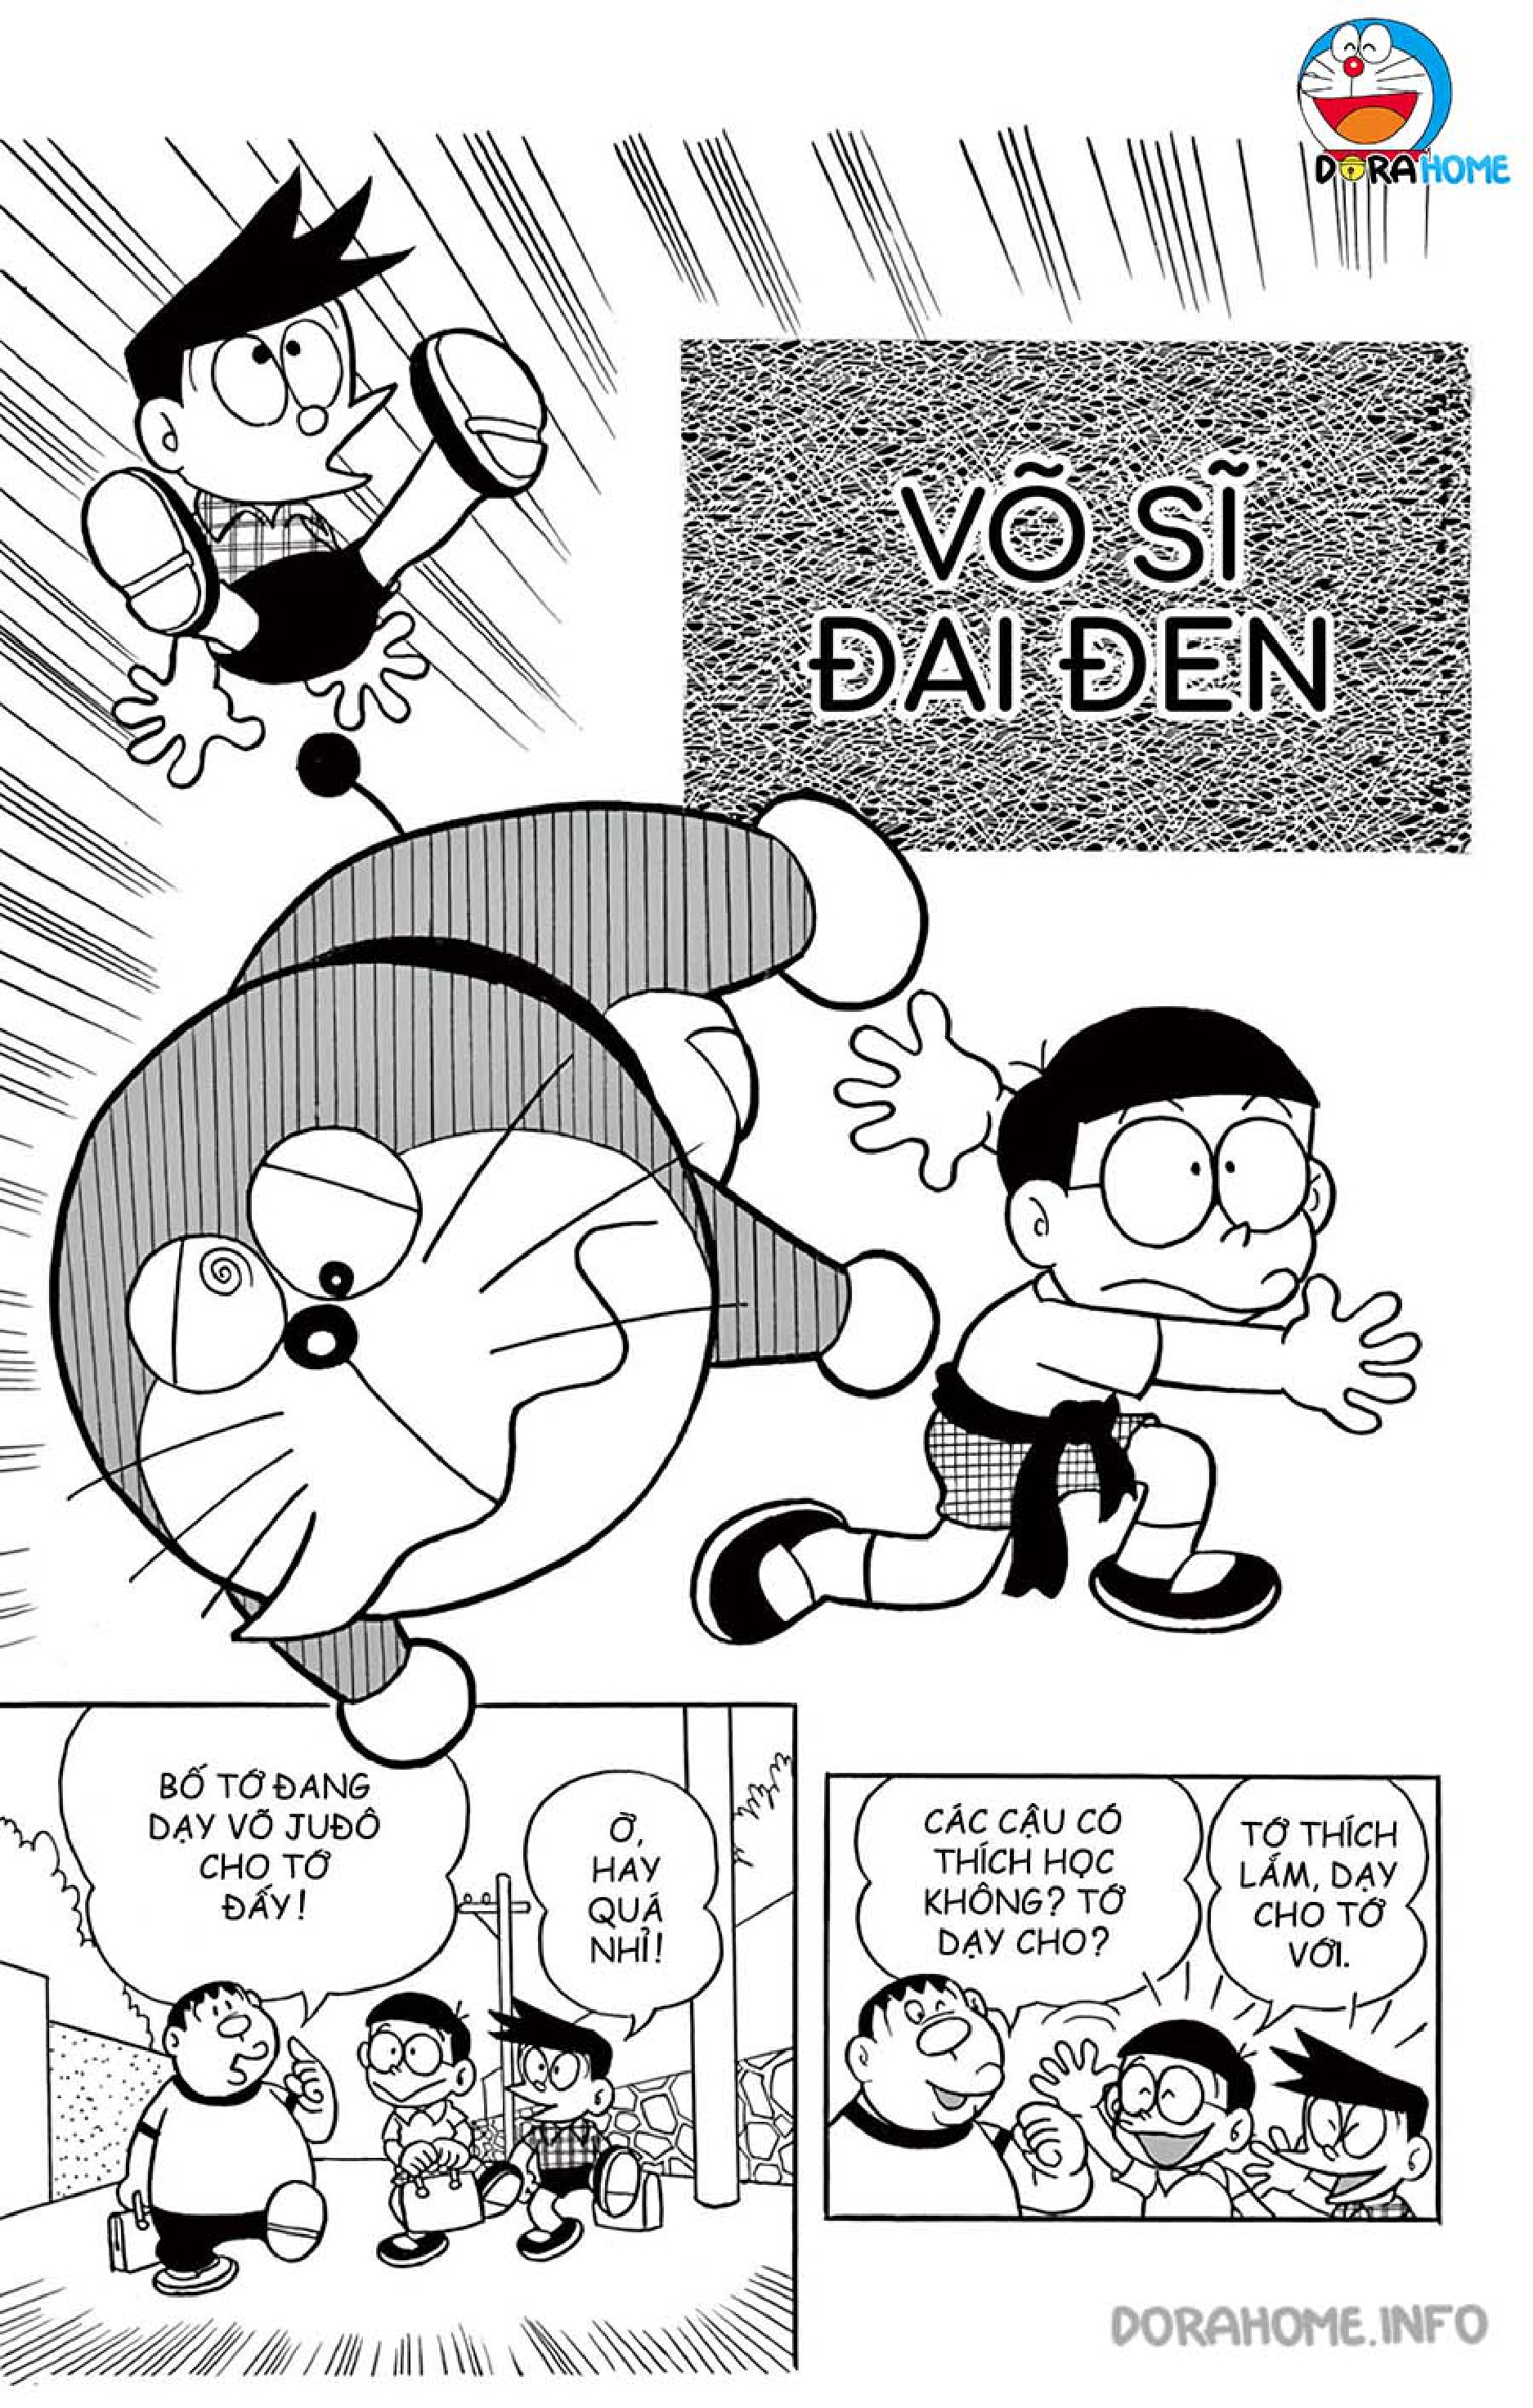 DORAHOME
VÕ SĨ
ĐAI ĐEN
BỐ TỚ ĐANG
DẠY VÕ JUĐÔ
CHO TỚ
ĐẤY!
Ờ,
HAY
QUÁ
NHỈ!
CÁC CẬU CÓ
THÍCH HỌC
KHÔNG? TỚ
DẠY CHO?
TỚ THÍCH
LẮM, DẠY
CHO TỚ
VỚI.
DORAHOME.INFO